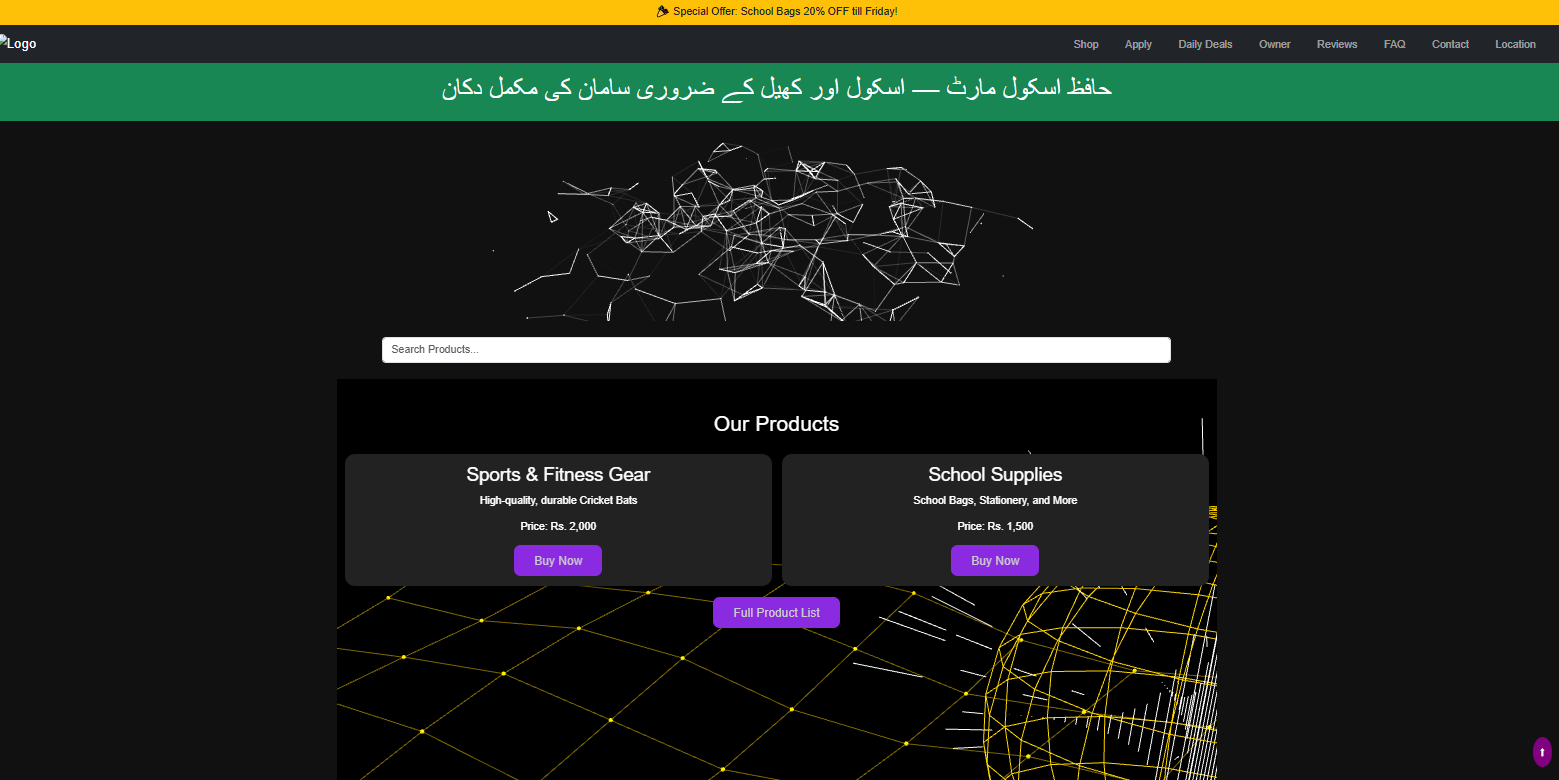 Special Offer: School Bags 20% OFF till Friday!
Logo
Shop Apply Daily Deals Owner Reviews FAQ Contact Location
حافظ اسکول مارٹ — اسکول اور کھیل کے ضروری سامان کی مکمل دکان
Search Products...
Our Products
Sports & Fitness Gear
High-quality, durable Cricket Bats
Price: Rs. 2,000
Buy Now
School Supplies
School Bags, Stationery, and More
Price: Rs. 1,500
Buy Now
Full Product List